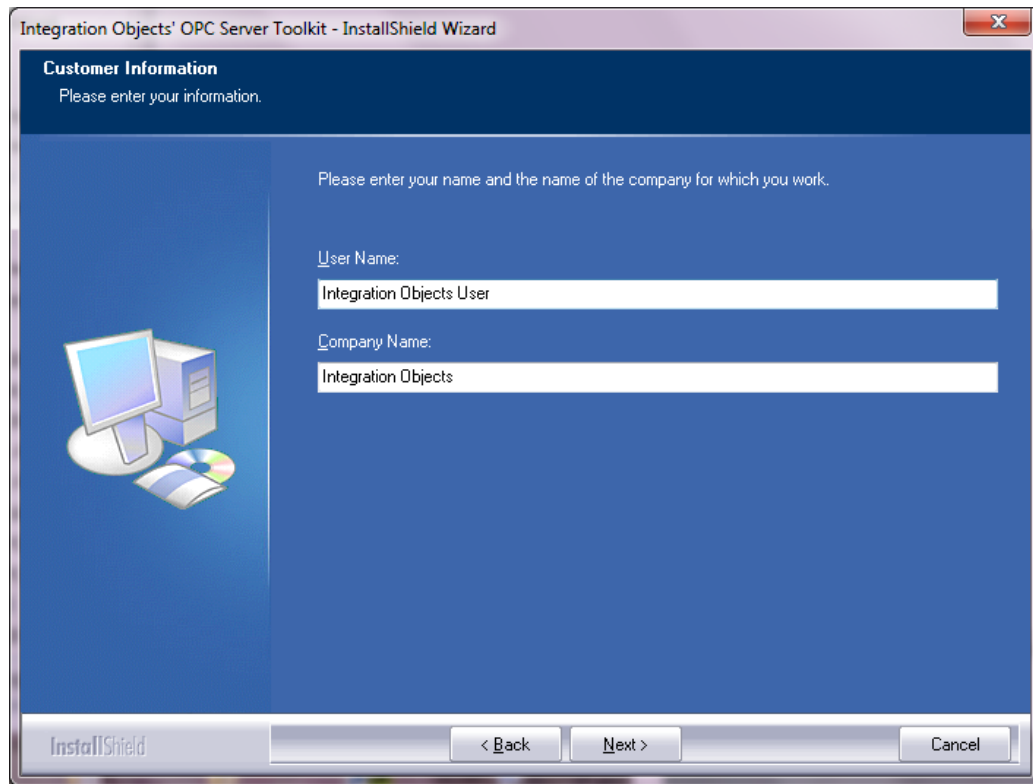 Integration Objects' OPC Server Toolkit - InstallShield Wizard
Customer Information
Please enter your information.
Please enter your name and the name of the company for which you work.
User Name:
Integration Objects User
Company Name:
Integration Objects
InstallShield
< Back
Next >
Cancel